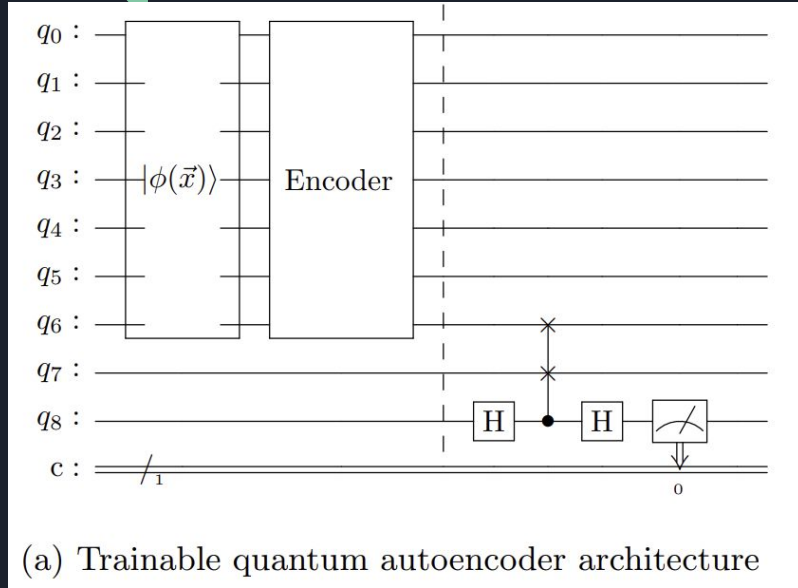 q0 :
q1 :
q2 :
q3 : |ϕ(x⃗)⟩ Encoder
q4 :
q5 :
q6 :
q7 :
q8 : H H
c : 1
0
(a) Trainable quantum autoencoder architecture